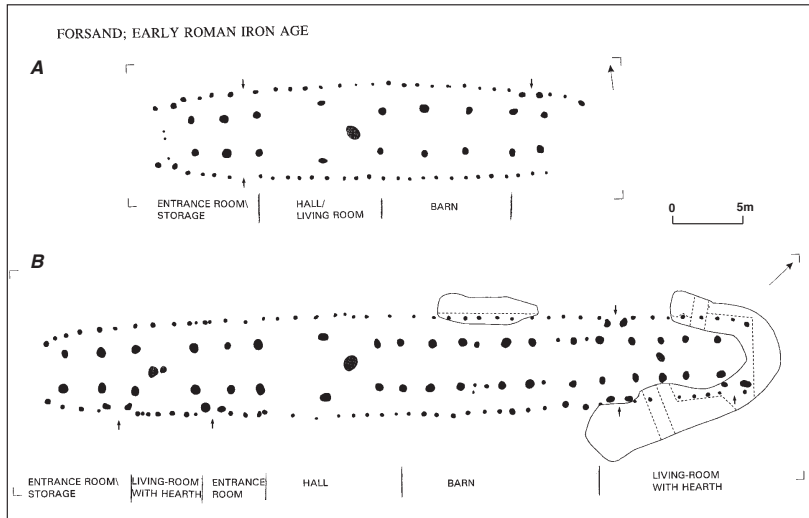 FORSAND; EARLY ROMAN IRON AGE
A
ENTRANCE ROOM\
STORAGE
HALL/
LIVING ROOM
BARN
0 5m
B
ENTRANCE ROOM\
STORAGE
LIVING-ROOM
WITH HEARTH
ENTRANCE
ROOM
HALL
BARN
LIVING-ROOM
WITH HEARTH